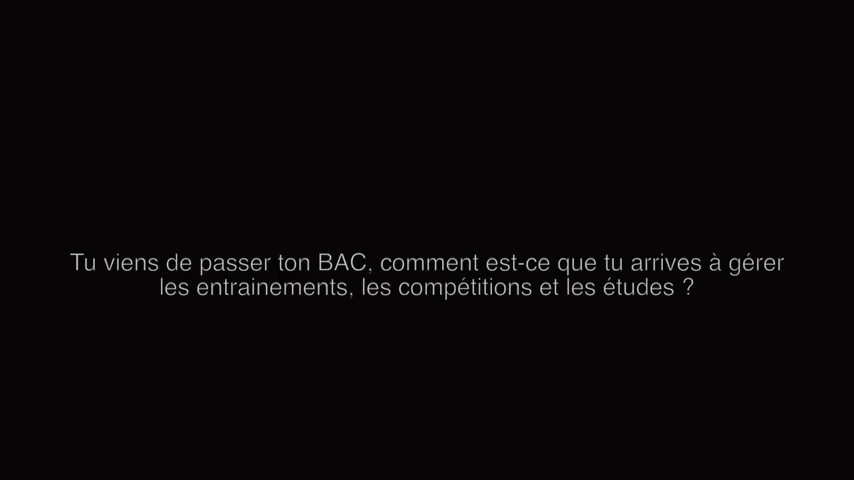 Tu viens de passer ton BAC, comment est-ce que tu arrives à gérer
les entrainements, les compétitions et les études ?